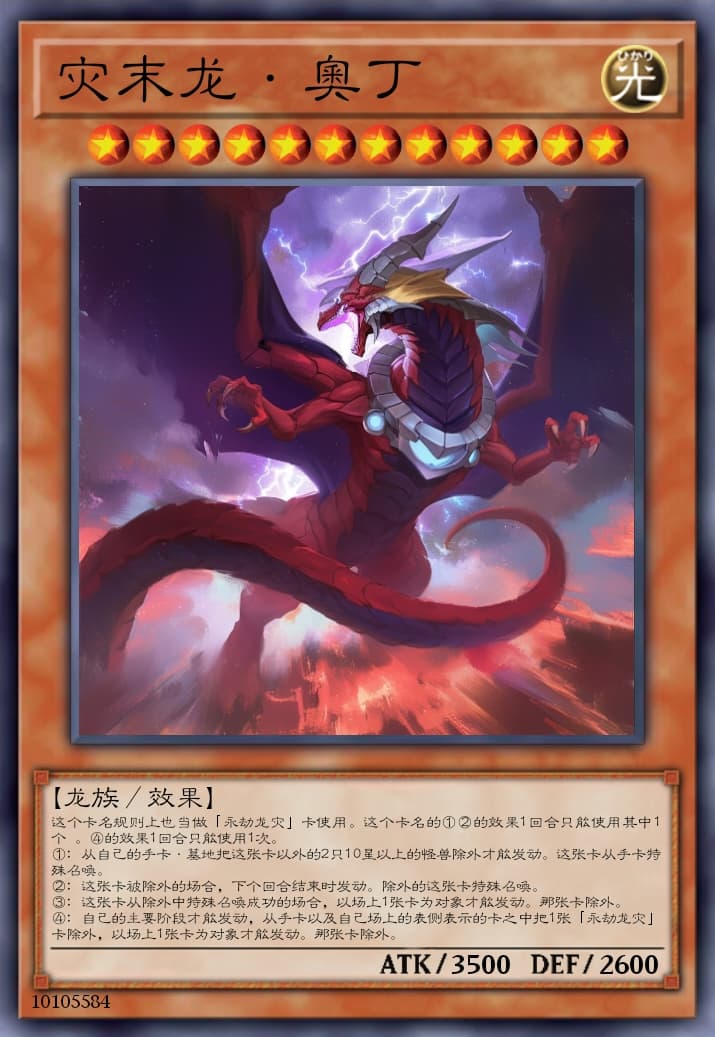 灾末龙·奥丁
ひかり
光
【龙族／效果】
这个卡名规则上也当做「永劫龙灾」卡使用。这个卡名的①②的效果1回合只能使用其中1
个 。④的效果1回合只能使用1次。
①：从自己的手卡·墓地把这张卡以外的2只10星以上的怪兽除外才能发动。这张卡从手卡特
殊召唤。
②：这张卡被除外的场合，下个回合结束时发动。除外的这张卡特殊召唤。
③：这张卡从除外中特殊召唤成功的场合，以场上1张卡为对象才能发动。那张卡除外。
④：自己的主要阶段才能发动，从手卡以及自己场上的表侧表示的卡之中把1张「永劫龙灾」
卡除外，以场上1张卡为对象才能发动。那张卡除外。
ATK/3500 DEF/2600
10105584